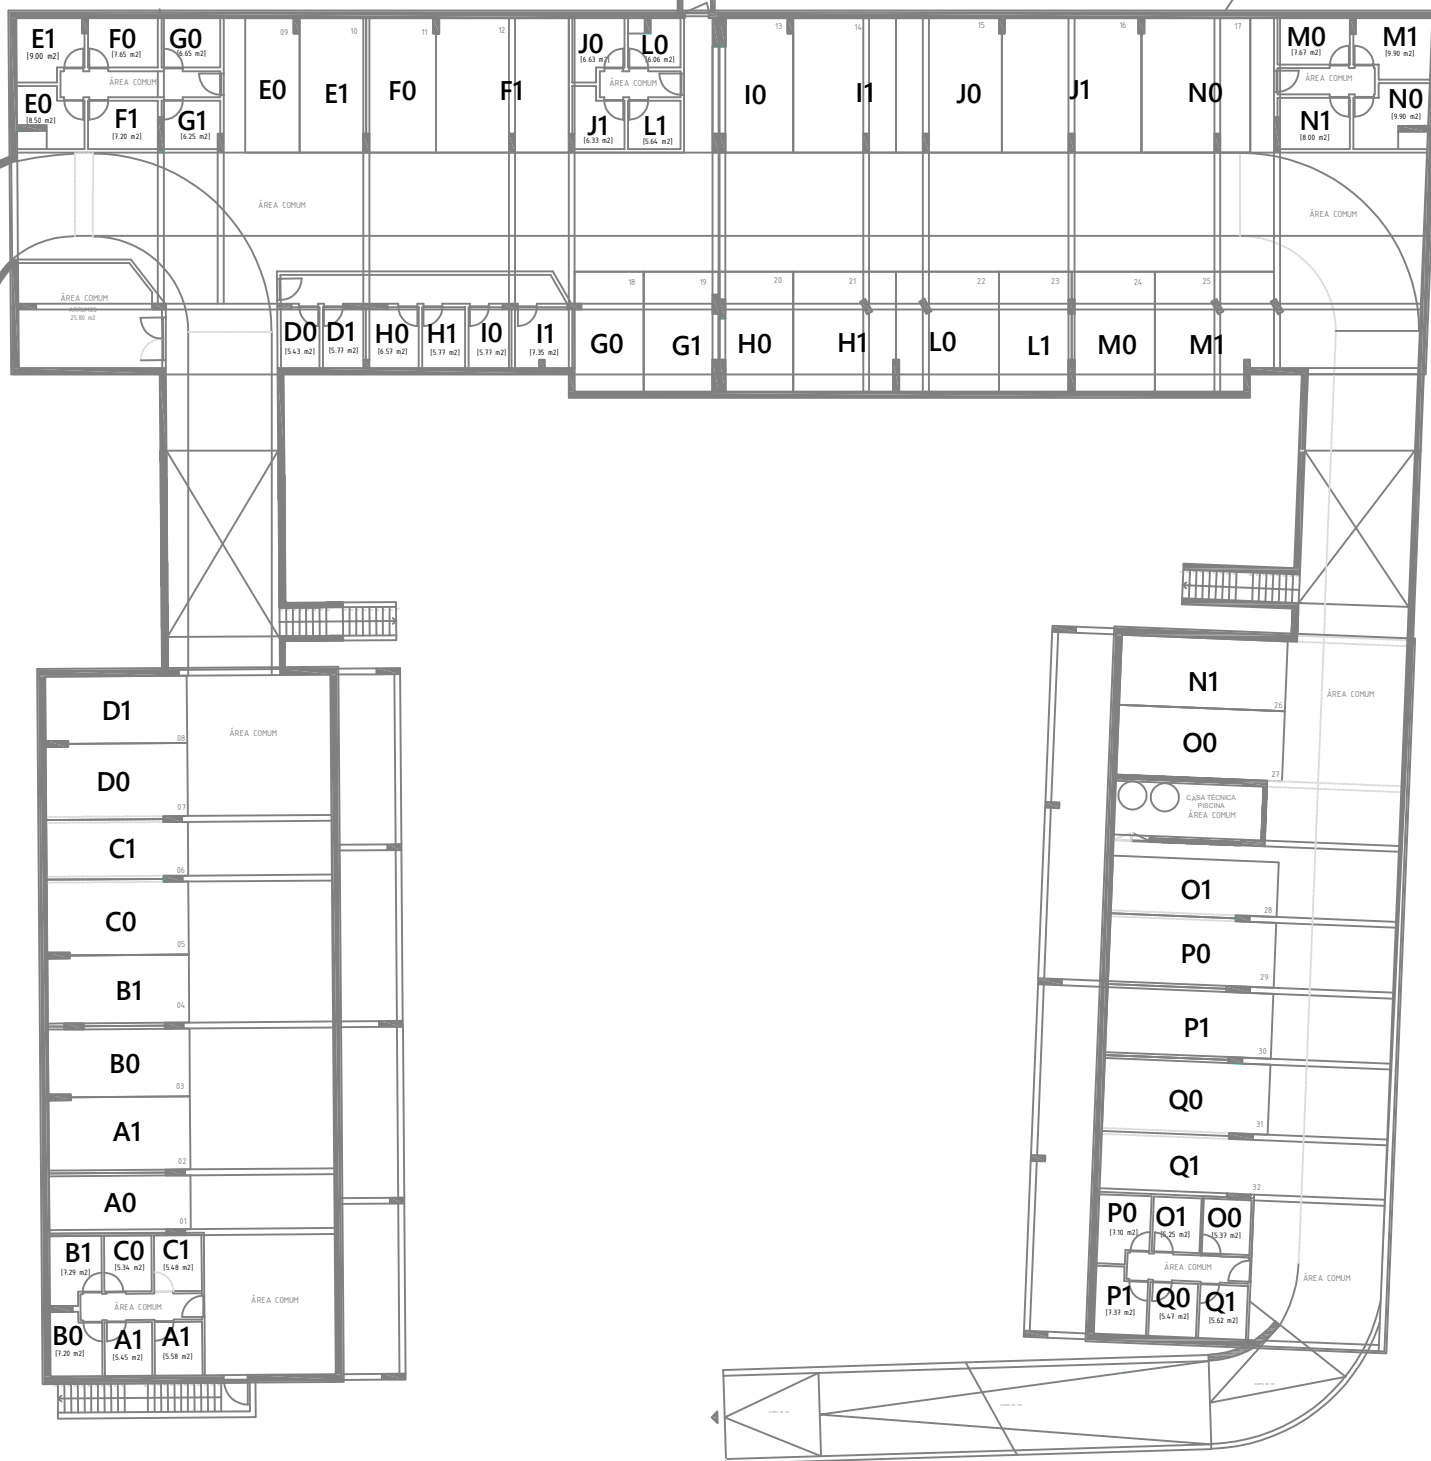 E1
[9.00 m2]
F0
[7.65 m2]
G0
[6.65 m2]
ÁREA COMUM
E0
[8.50 m2]
F1
[7.20 m2]
G1
[6.25 m2]
09
E0
10
E1
11
F0
12
F1
J0
[6.63 m2]
L0
[6.06 m2]
ÁREA COMUM
J1
[6.33 m2]
L1
[5.64 m2]
13
I0
14
I1
15
J0
16
J1
17
N0
M0
[7.67 m2]
M1
[9.90 m2]
ÁREA COMUM
N1
[8.00 m2]
N0
[9.90 m2]
ÁREA COMUM
ÁREA COMUM
ÁREA COMUM
ARRUMOS
25.80 m2
D0
[5.43 m2]
D1
[5.77 m2]
H0
[6.57 m2]
H1
[5.77 m2]
I0
[5.77 m2]
I1
[7.35 m2]
18
G0
19
G1
20
H0
21
H1
22
L0
23
L1
24
M0
25
M1
D1
08
ÁREA COMUM
D0
07
C1
06
C0
05
B1
04
B0
03
A1
02
A0
01
B1
[7.29 m2]
C0
[5.34 m2]
C1
[5.48 m2]
ÁREA COMUM
ÁREA COMUM
B0
[7.20 m2]
A1
[5.45 m2]
A1
[5.58 m2]
N1
26
ÁREA COMUM
O0
27
CASA TÉCNICA
PISCINA
ÁREA COMUM
O1
28
P0
29
P1
30
Q0
31
Q1
32
P0
[7.10 m2]
O1
[5.25 m2]
O0
[5.37 m2]
ÁREA COMUM
ÁREA COMUM
P1
[7.37 m2]
Q0
[5.47 m2]
Q1
[5.62 m2]